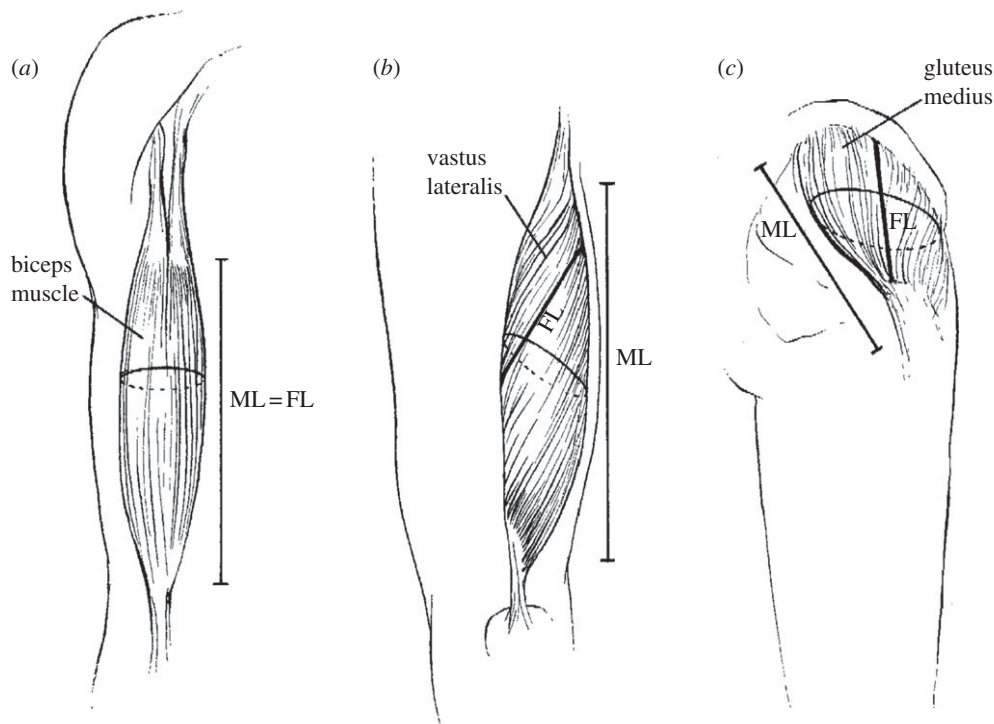 (a)
biceps
muscle
ML = FL
(b)
vastus
lateralis
FL
ML
(c)
gluteus
medius
ML
FL